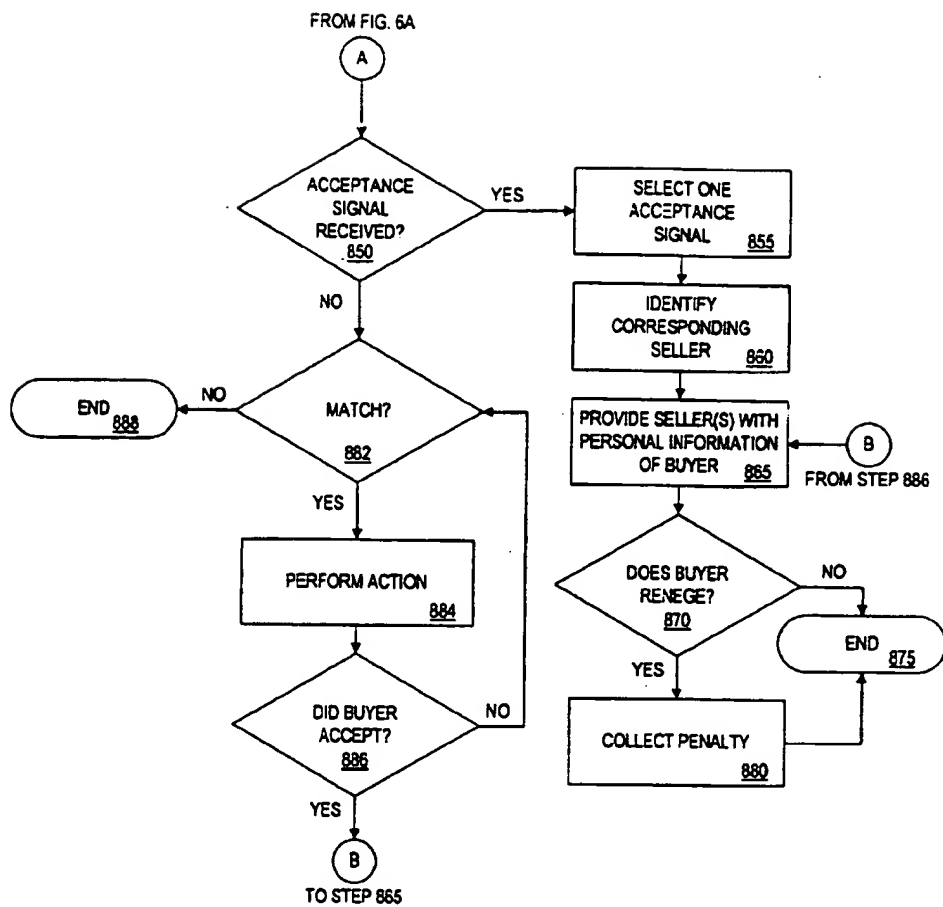 FROM FIG. 6A
A
ACCEPTANCE
SIGNAL
RECEIVED?
850
YES
NO
SELECT ONE
ACCEPTANCE
SIGNAL
855
IDENTIFY
CORRESPONDING
SELLER
860
PROVIDE SELLER(S) WITH
PERSONAL INFORMATION
OF BUYER
865
B
FROM STEP 886
DOES BUYER
RENEGE?
870
NO
YES
END
875
COLLECT PENALTY
880
MATCH?
882
NO
END
888
YES
PERFORM ACTION
884
DID BUYER
ACCEPT?
886
NO
YES
B
TO STEP 865